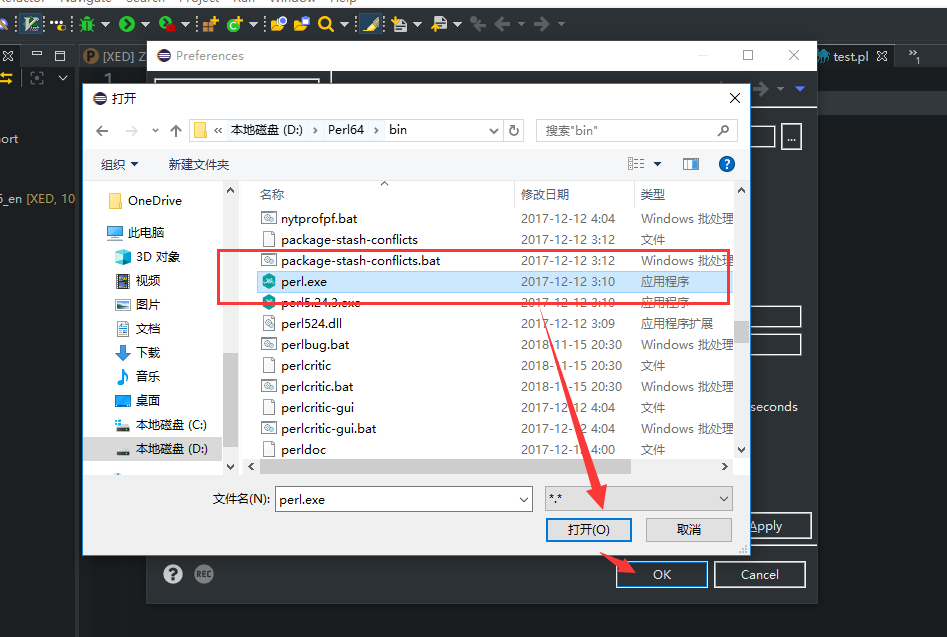 Navigate Search Project Run Window Help
[XED] Z
test.pl
»1
Preferences
1
打开
ort
« 本地磁盘 (D:) > Perl64 > bin
搜索"bin"
...
组织
新建文件夹
5_en [XED, 10
OneDrive
此电脑
3D 对象
视频
图片
文档
下载
音乐
桌面
本地磁盘 (C:)
本地磁盘 (D:)
名称 修改日期 类型
nytprofpf.bat 2017-12-12 4:04 Windows 批处理
package-stash-conflicts 2017-12-12 3:12 文件
package-stash-conflicts.bat 2017-12-12 3:12 Windows 批处理
perl.exe 2017-12-12 3:10 应用程序
perl5.24.3.exe 2017-12-12 3:10 应用程序
perl524.dll 2017-12-12 3:09 应用程序扩展
perlbug.bat 2018-11-15 20:30 Windows 批处理
perlcritic 2018-11-15 20:30 文件
perlcritic.bat 2018-11-15 20:30 Windows 批处理
perlcritic-gui 2017-12-12 4:04 文件
perlcritic-gui.bat 2017-12-12 4:04 Windows 批处理
perldoc 2017-12-12 4:00 文件
seconds
文件名(N): perl.exe
*.*
打开(O)
取消
Apply
REC
OK
Cancel